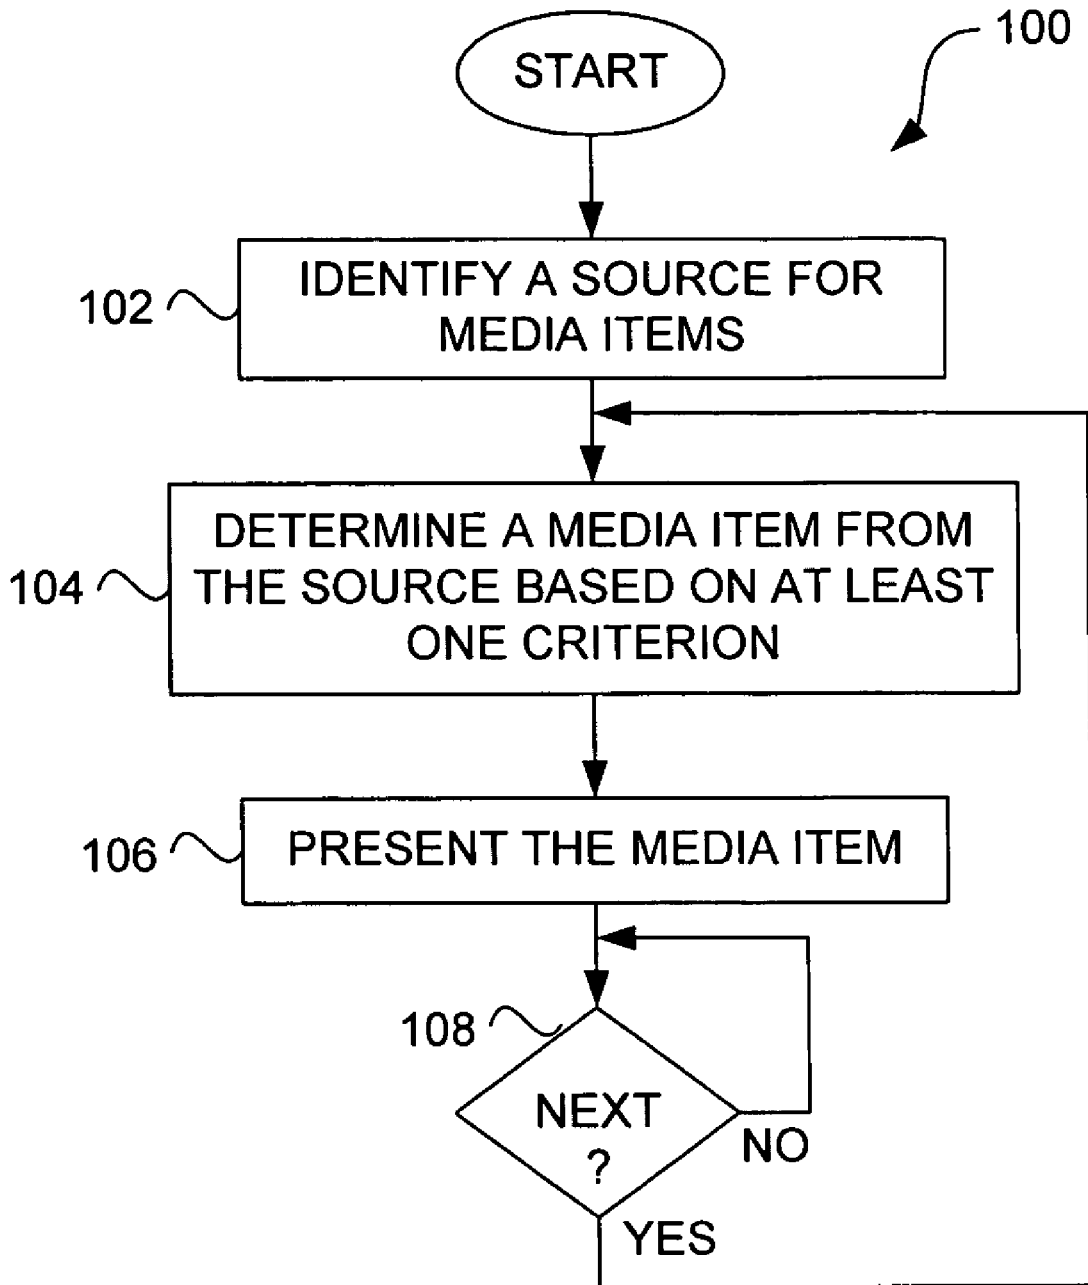 100
START
102
IDENTIFY A SOURCE FOR
MEDIA ITEMS
104
DETERMINE A MEDIA ITEM FROM
THE SOURCE BASED ON AT LEAST
ONE CRITERION
106
PRESENT THE MEDIA ITEM
108
NEXT
?
NO
YES